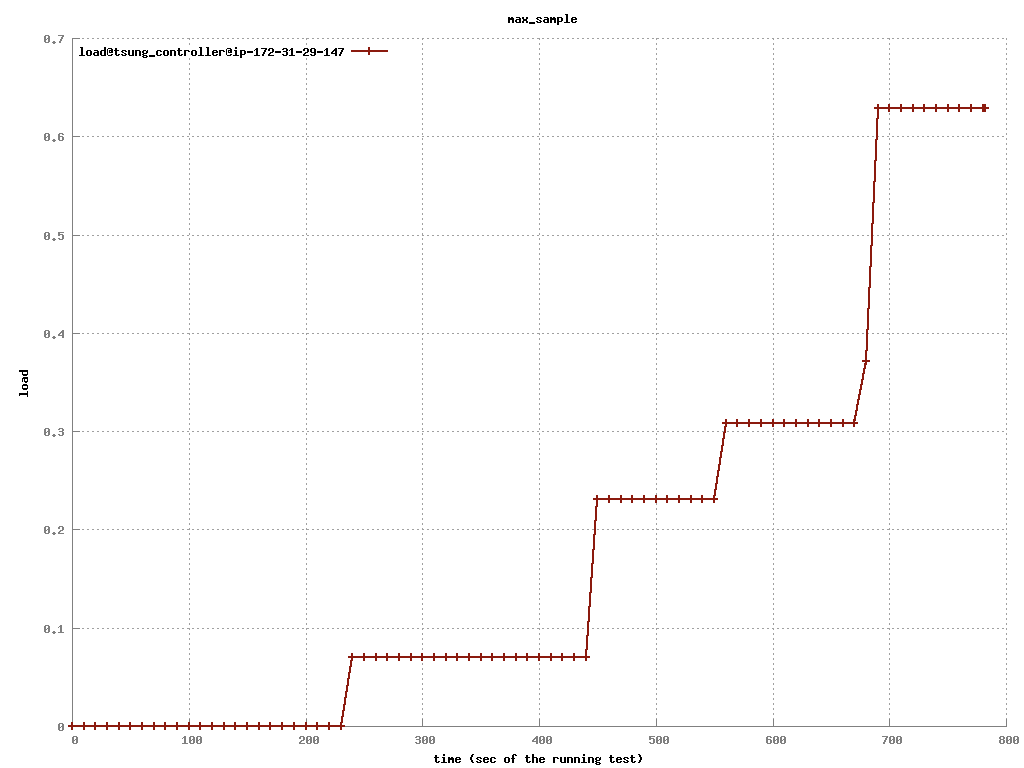 max_sample
load@tsung_controller@ip-172-31-29-147
0.7
0.6
0.5
0.4
0.3
0.2
0.1
0
load
0 100 200 300 400 500 600 700 800
time (sec of the running test)